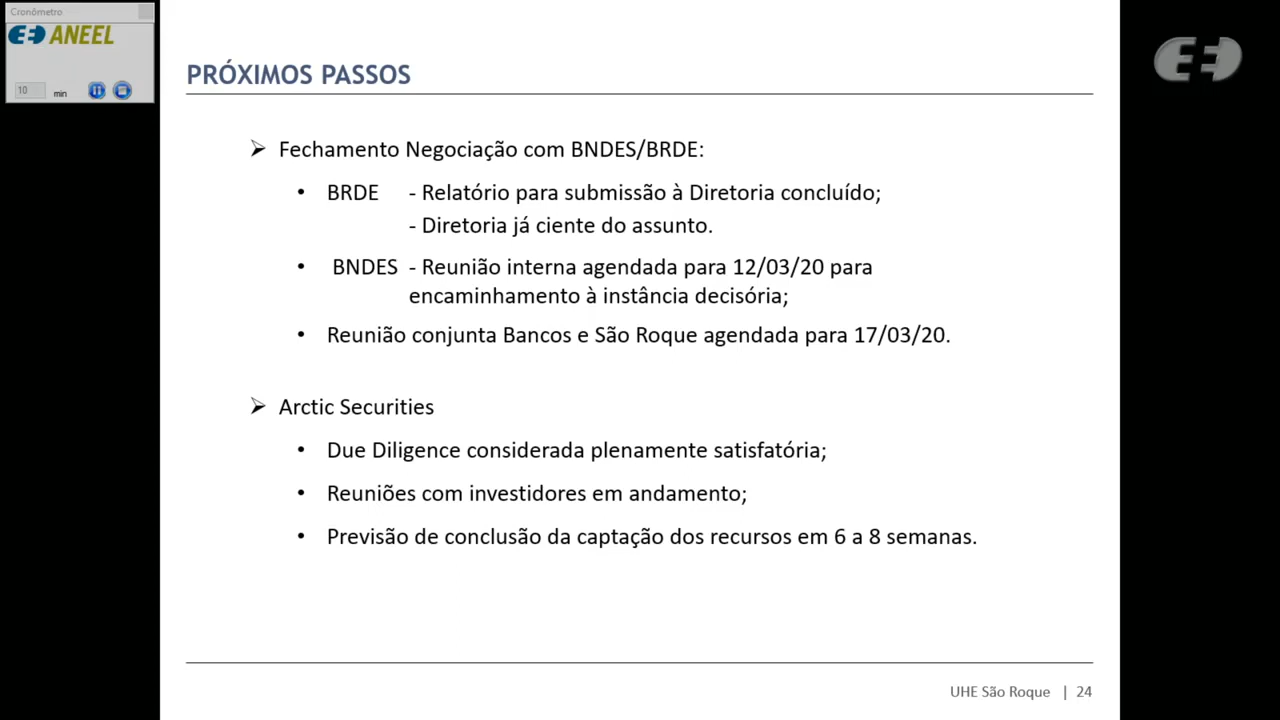 Cronômetro
ANEEL
10 min
PRÓXIMOS PASSOS
Fechamento Negociação com BNDES/BRDE:
BRDE - Relatório para submissão à Diretoria concluído;
- Diretoria já ciente do assunto.
BNDES - Reunião interna agendada para 12/03/20 para
encaminhamento à instância decisória;
Reunião conjunta Bancos e São Roque agendada para 17/03/20.
Arctic Securities
Due Diligence considerada plenamente satisfatória;
Reuniões com investidores em andamento;
Previsão de conclusão da captação dos recursos em 6 a 8 semanas.
UHE São Roque | 24